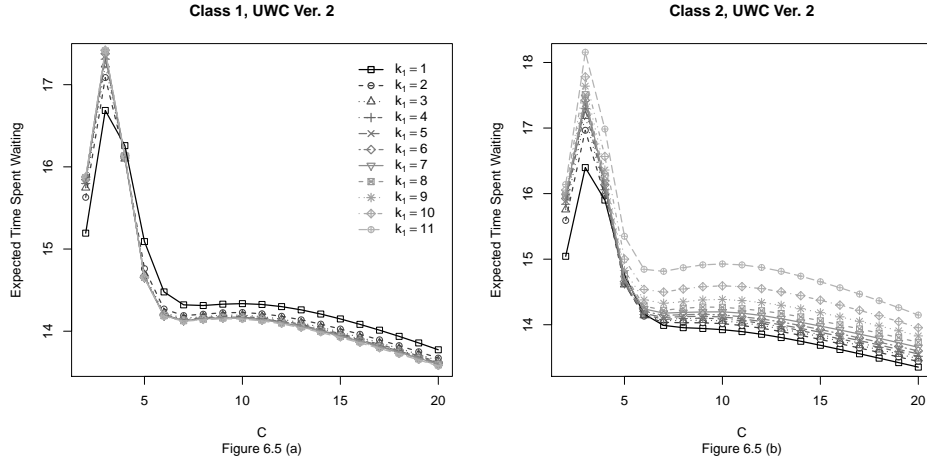 Class 1, UWC Ver. 2
Expected Time Spent Waiting
17
16
15
14
5
10
15
20
k₁ = 1
k₁ = 2
k₁ = 3
k₁ = 4
k₁ = 5
k₁ = 6
k₁ = 7
k₁ = 8
k₁ = 9
k₁ = 10
k₁ = 11
C
Figure 6.5 (a)
Class 2, UWC Ver. 2
Expected Time Spent Waiting
18
17
16
15
14
5
10
15
20
C
Figure 6.5 (b)